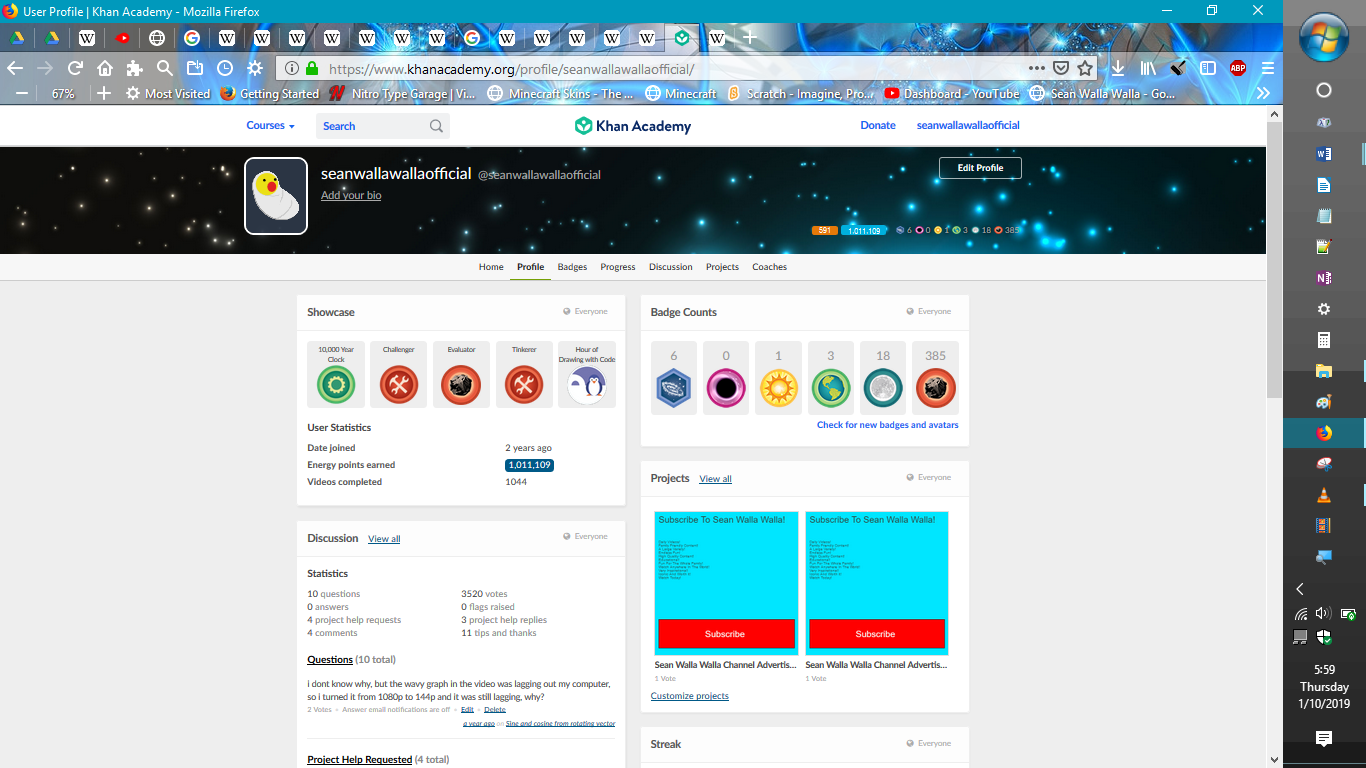 User Profile | Khan Academy - Mozilla Firefox
https://www.khanacademy.org/profile/seanwallawallaofficial/
67%
Most Visited
Getting Started
Nitro Type Garage | Vi...
Minecraft Skins - The ...
Minecraft
Scratch - Imagine, Pro...
Dashboard - YouTube
Sean Walla Walla - Go...
Courses
Search
Khan Academy
Donate
seanwallawallaofficial
seanwallawallaofficial @seanwallawallaofficial
Add your bio
Edit Profile
591 1,011,109 6 0 1 3 18 385
Home Profile Badges Progress Discussion Projects Coaches
Showcase Everyone
10,000 Year Clock
Challenger
Evaluator
Tinkerer
Hour of Drawing with Code
User Statistics
Date joined 2 years ago
Energy points earned 1,011,109
Videos completed 1044
Badge Counts Everyone
6 0 1 3 18 385
Check for new badges and avatars
Discussion View all Everyone
Statistics
10 questions 3520 votes
0 answers 0 flags raised
4 project help requests 3 project help replies
4 comments 11 tips and thanks
Questions (10 total)
i dont know why, but the wavy graph in the video was lagging out my computer,
so i turned it from 1080p to 144p and it was still lagging, why?
2 Votes • Answer email notifications are off • Edit • Delete
a year ago on Sine and cosine from rotating vector
Project Help Requested (4 total)
Projects View all Everyone
Subscribe To Sean Walla Walla!
Subscribe
Sean Walla Walla Channel Advertis...
1 Vote
Subscribe To Sean Walla Walla!
Subscribe
Sean Walla Walla Channel Advertis...
1 Vote
Customize projects
Streak Everyone
ABP
5:59
Thursday
1/10/2019